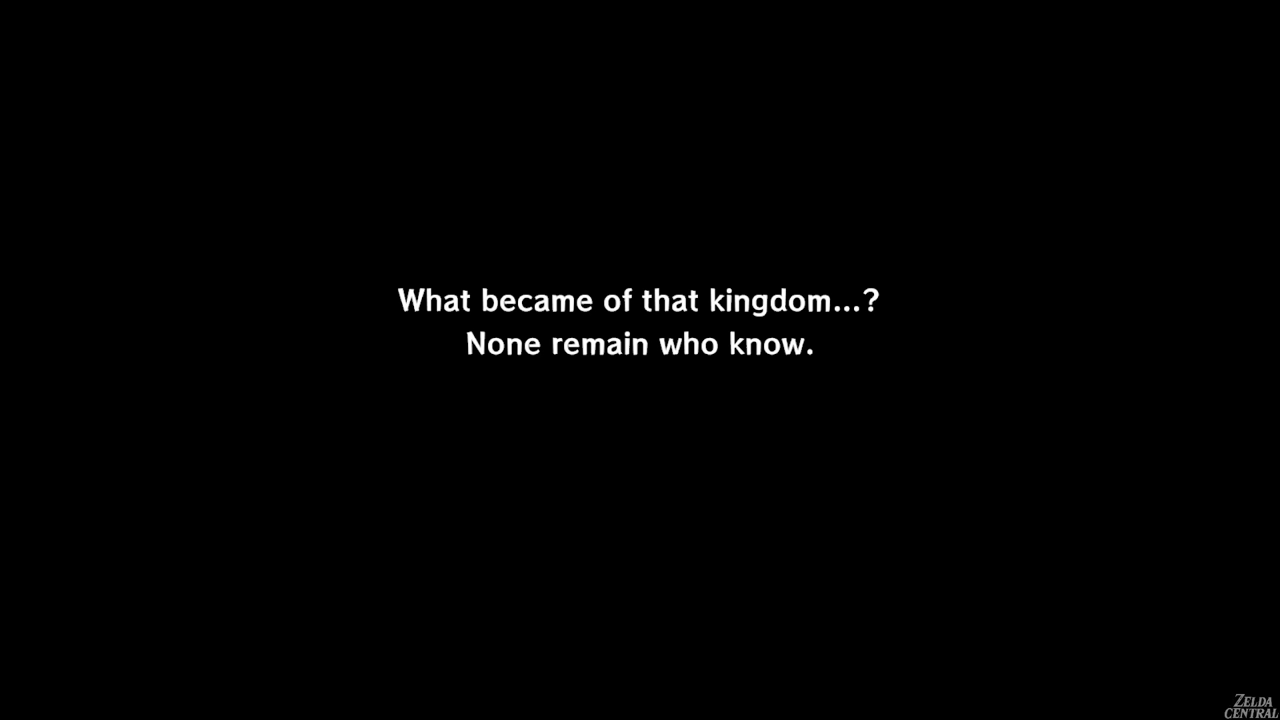 What became of that kingdom...?
None remain who know.
ZELDA
CENTRAL